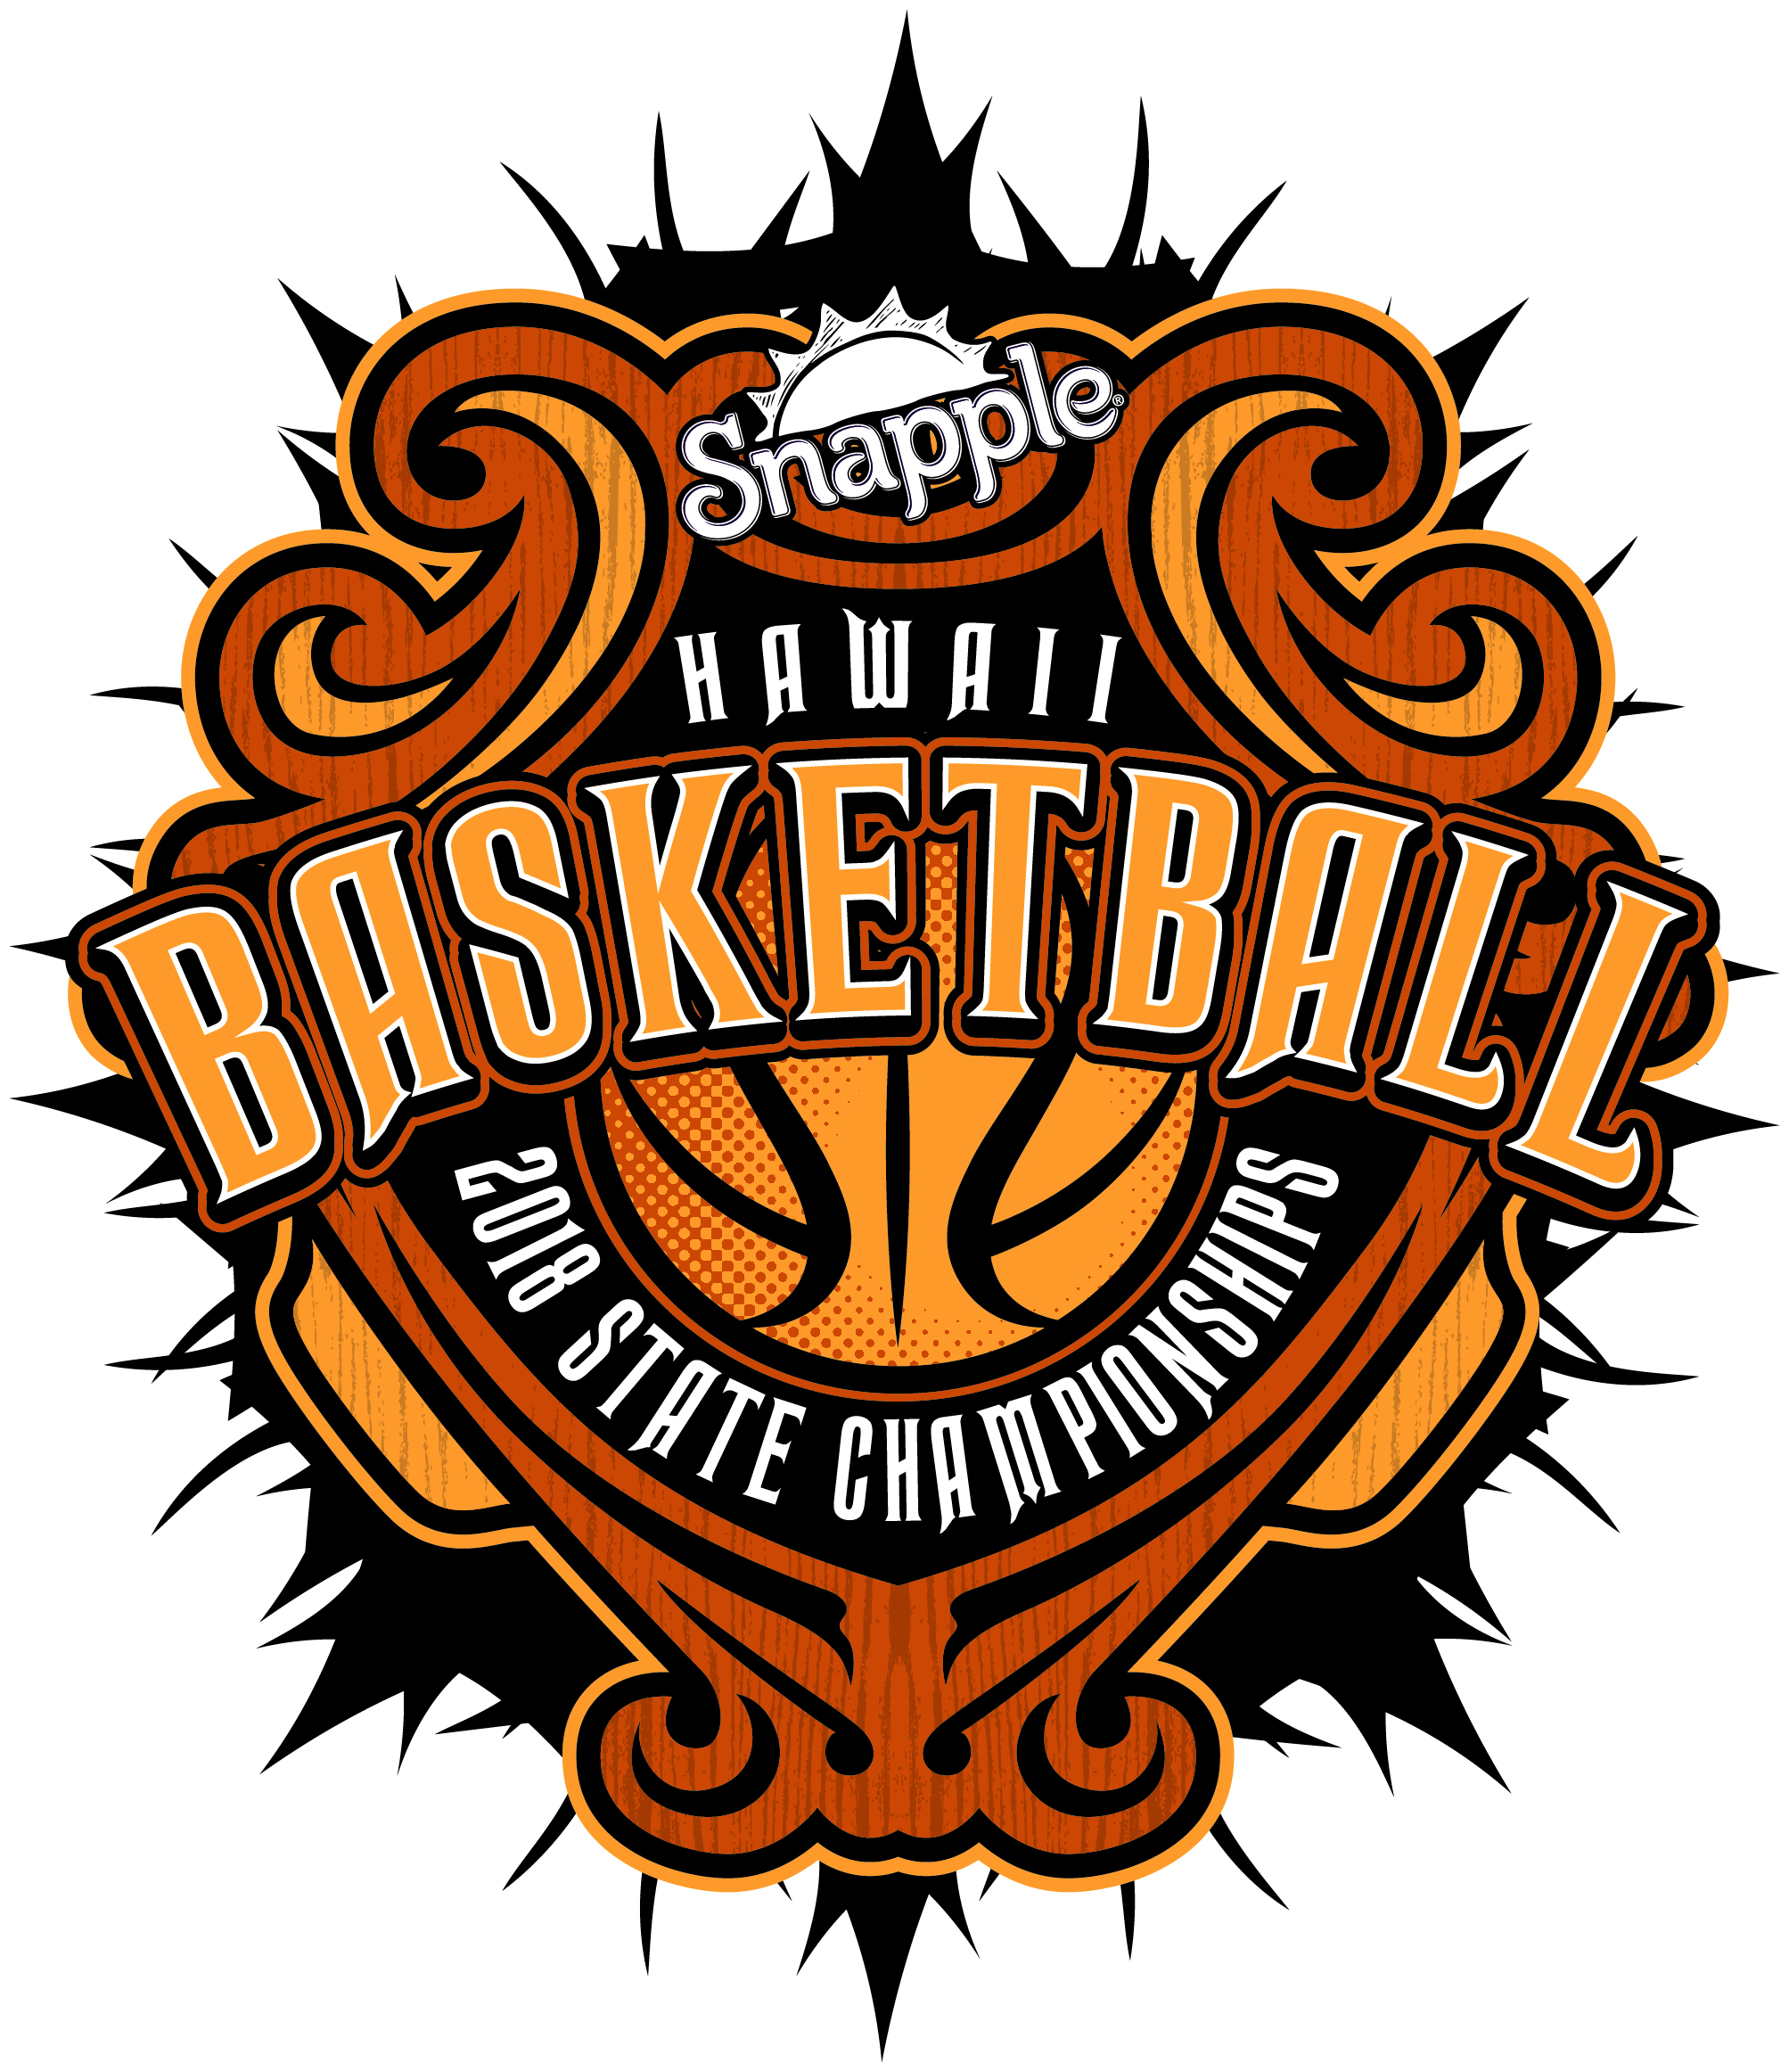 Snapple®
HAWAII
BASKETBALL
2018 STATE CHAMPIONSHIPS